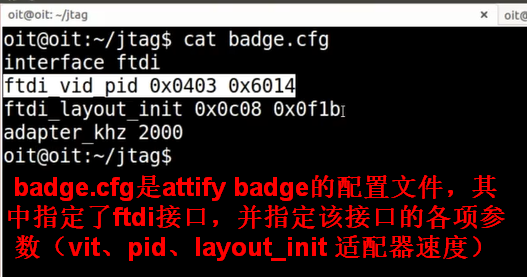 oit@oit: ~/jtag
oit@oit:~/jtag$ cat badge.cfg
interface ftdi
ftdi_vid_pid 0x0403 0x6014
ftdi_layout_init 0x0c08 0x0f1b
adapter_khz 2000
oit@oit:~/jtag$
badge.cfg是attify badge的配置文件，其
中指定了ftdi接口，并指定该接口的各项参
数（vit、pid、layout_init 适配器速度）